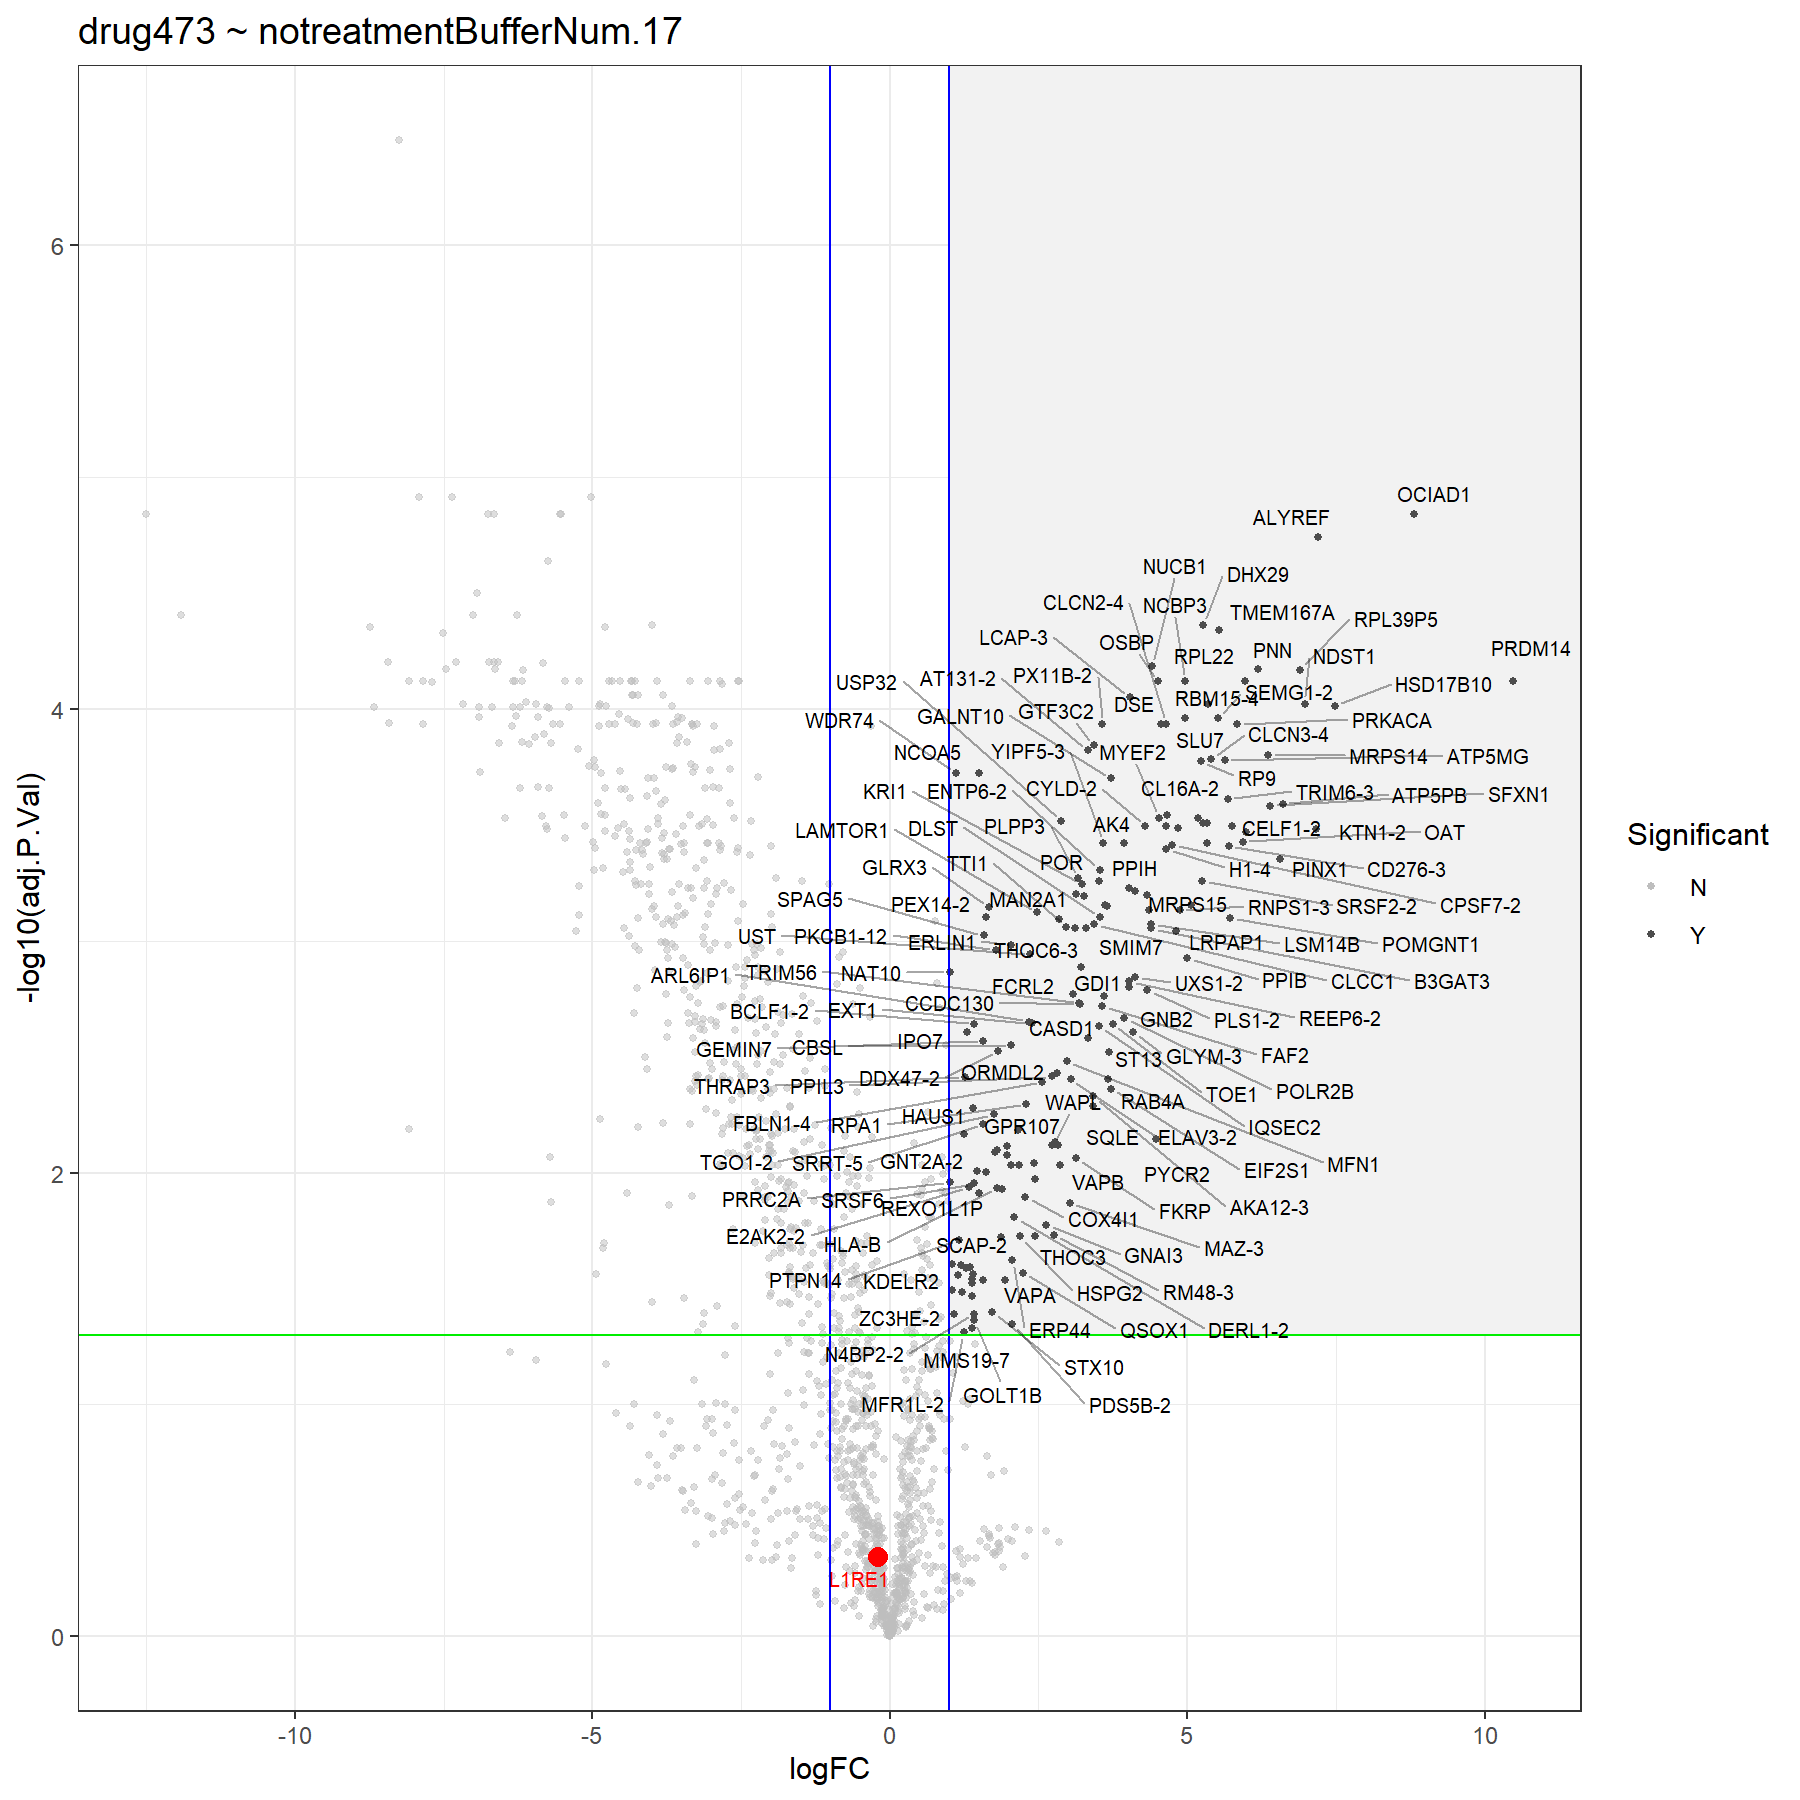 drug473 ~ notreatmentBufferNum.17
OCIAD1
ALYREF
NUCB1
DHX29
CLCN2-4
NCBP3
TMEM167A
RPL39P5
LCAP-3
OSBP
PNN
NDST1
PRDM14
RPL22
USP32
AT131-2
PX11B-2
HSD17B10
SEMG1-2
RBM15-4
DSE
GALNT10
GTF3C2
WDR74
PRKACA
SLU7
CLCN3-4
NCOA5
YIPF5-3
MYEF2
MRPS14
ATP5MG
RP9
KRI1
ENTP6-2
CYLD-2
CL16A-2
TRIM6-3
ATP5PB
SFXN1
LAMTOR1
DLST
PLPP3
AK4
CELF1-2
KTN1-2
OAT
GLRX3
TTI1
POR
PPIH
H1-4
PINX1
CD276-3
SPAG5
PEX14-2
MAN2A1
MRPS15
RNPS1-3
SRSF2-2
CPSF7-2
UST
PKCB1-12
ERLIN1
THOC6-3
SMIM7
LRPAP1
LSM14B
POMGNT1
ARL6IP1
TRIM56
NAT10
FCRL2
GDI1
UXS1-2
PPIB
CLCC1
B3GAT3
BCLF1-2
EXT1
CCDC130
CASD1
GNB2
PLS1-2
REEP6-2
GEMIN7
CBSL
IPO7
ST13
GLYM-3
FAF2
THRAP3
PPIL3
DDX47-2
ORMDL2
TOE1
POLR2B
FBLN1-4
RPA1
HAUS1
WAPL
RAB4A
GPR107
IQSEC2
SQLE
ELAV3-2
TGO1-2
SRRT-5
GNT2A-2
PYCR2
EIF2S1
MFN1
PRRC2A
SRSF6
REXO1L1P
VAPB
FKRP
AKA12-3
E2AK2-2
HLA-B
SCAP-2
COX4I1
THOC3
GNAI3
MAZ-3
PTPN14
KDELR2
VAPA
HSPG2
RM48-3
ZC3HE-2
ERP44
QSOX1
DERL1-2
N4BP2-2
MMS19-7
STX10
MFR1L-2
GOLT1B
PDS5B-2
L1RE1
Significant
N
Y
6
4
2
0
-10
-5
0
5
10
logFC
-log10(adj.P.Val)